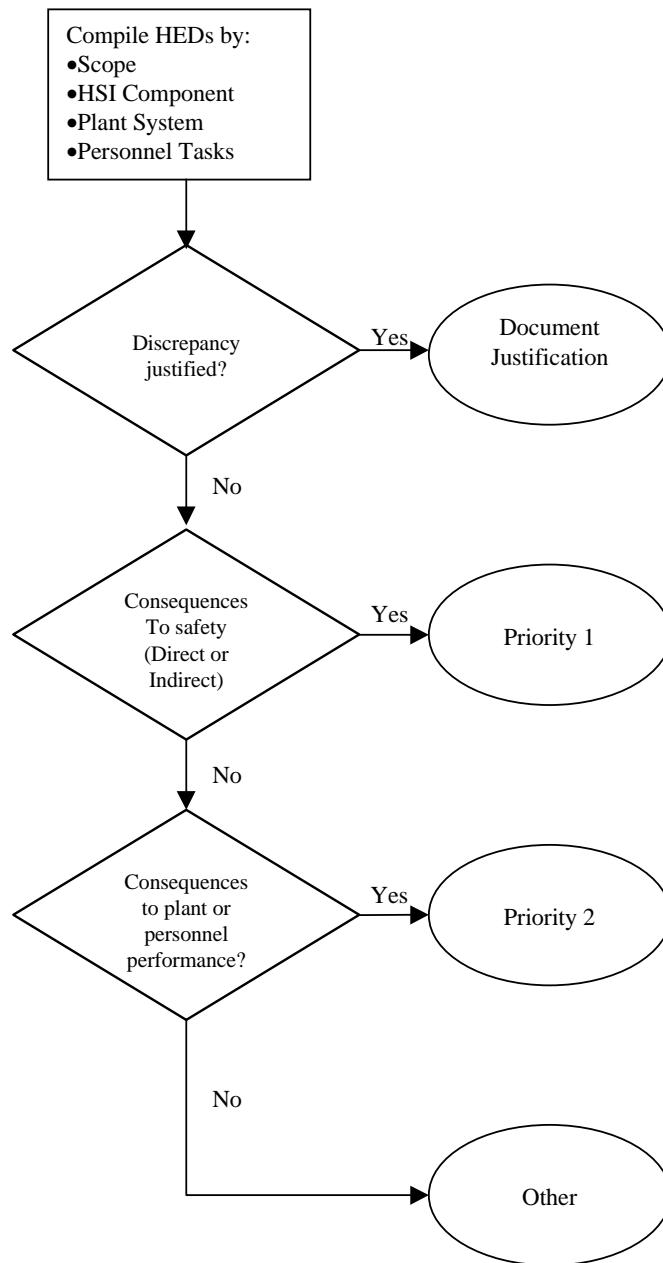 Compile HEDs by:
•Scope
•HSI Component
•Plant System
•Personnel Tasks
Discrepancy
justified?
Yes
Document
Justification
No
Consequences
To safety
(Direct or
Indirect)
Yes
Priority 1
No
Consequences
to plant or
personnel
performance?
Yes
Priority 2
No
Other